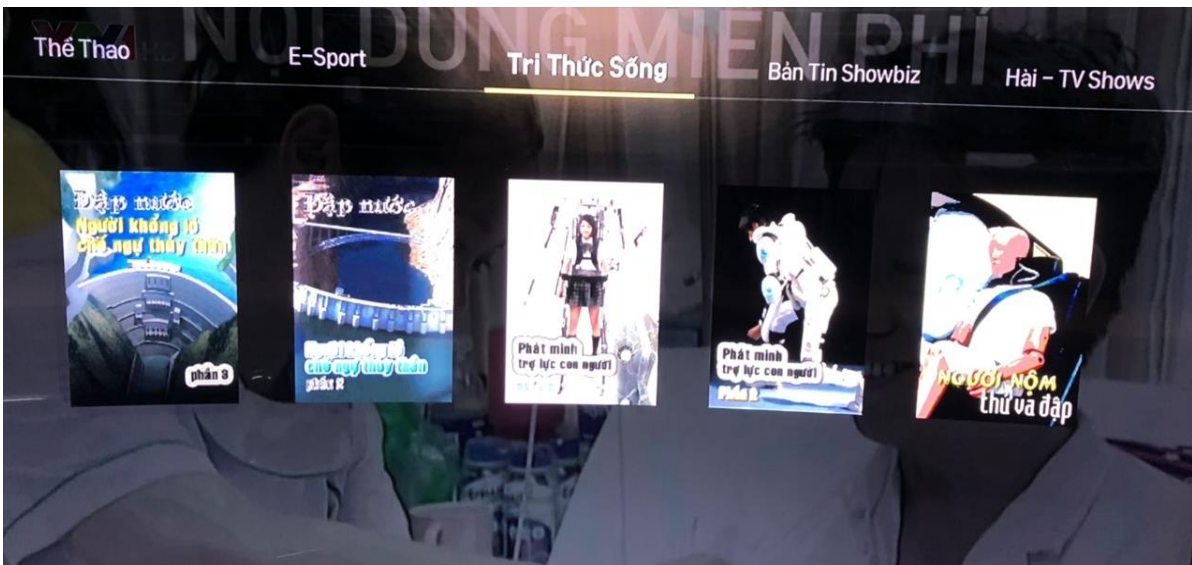 NỘI DUNG MIỄN PHÍ
Thể Thao
E-Sport
Tri Thức Sống
Bản Tin Showbiz
Hài - TV Shows
Đập nước
Người khổng lồ
chế ngự thủy thần
phần 3
Đập nước
Người khổng lồ
chế ngự thủy thần
phần 2
Phát minh
trợ lực con người
Phát minh
trợ lực con người
Phần 2
NGƯỜI NỘM
thử va đập